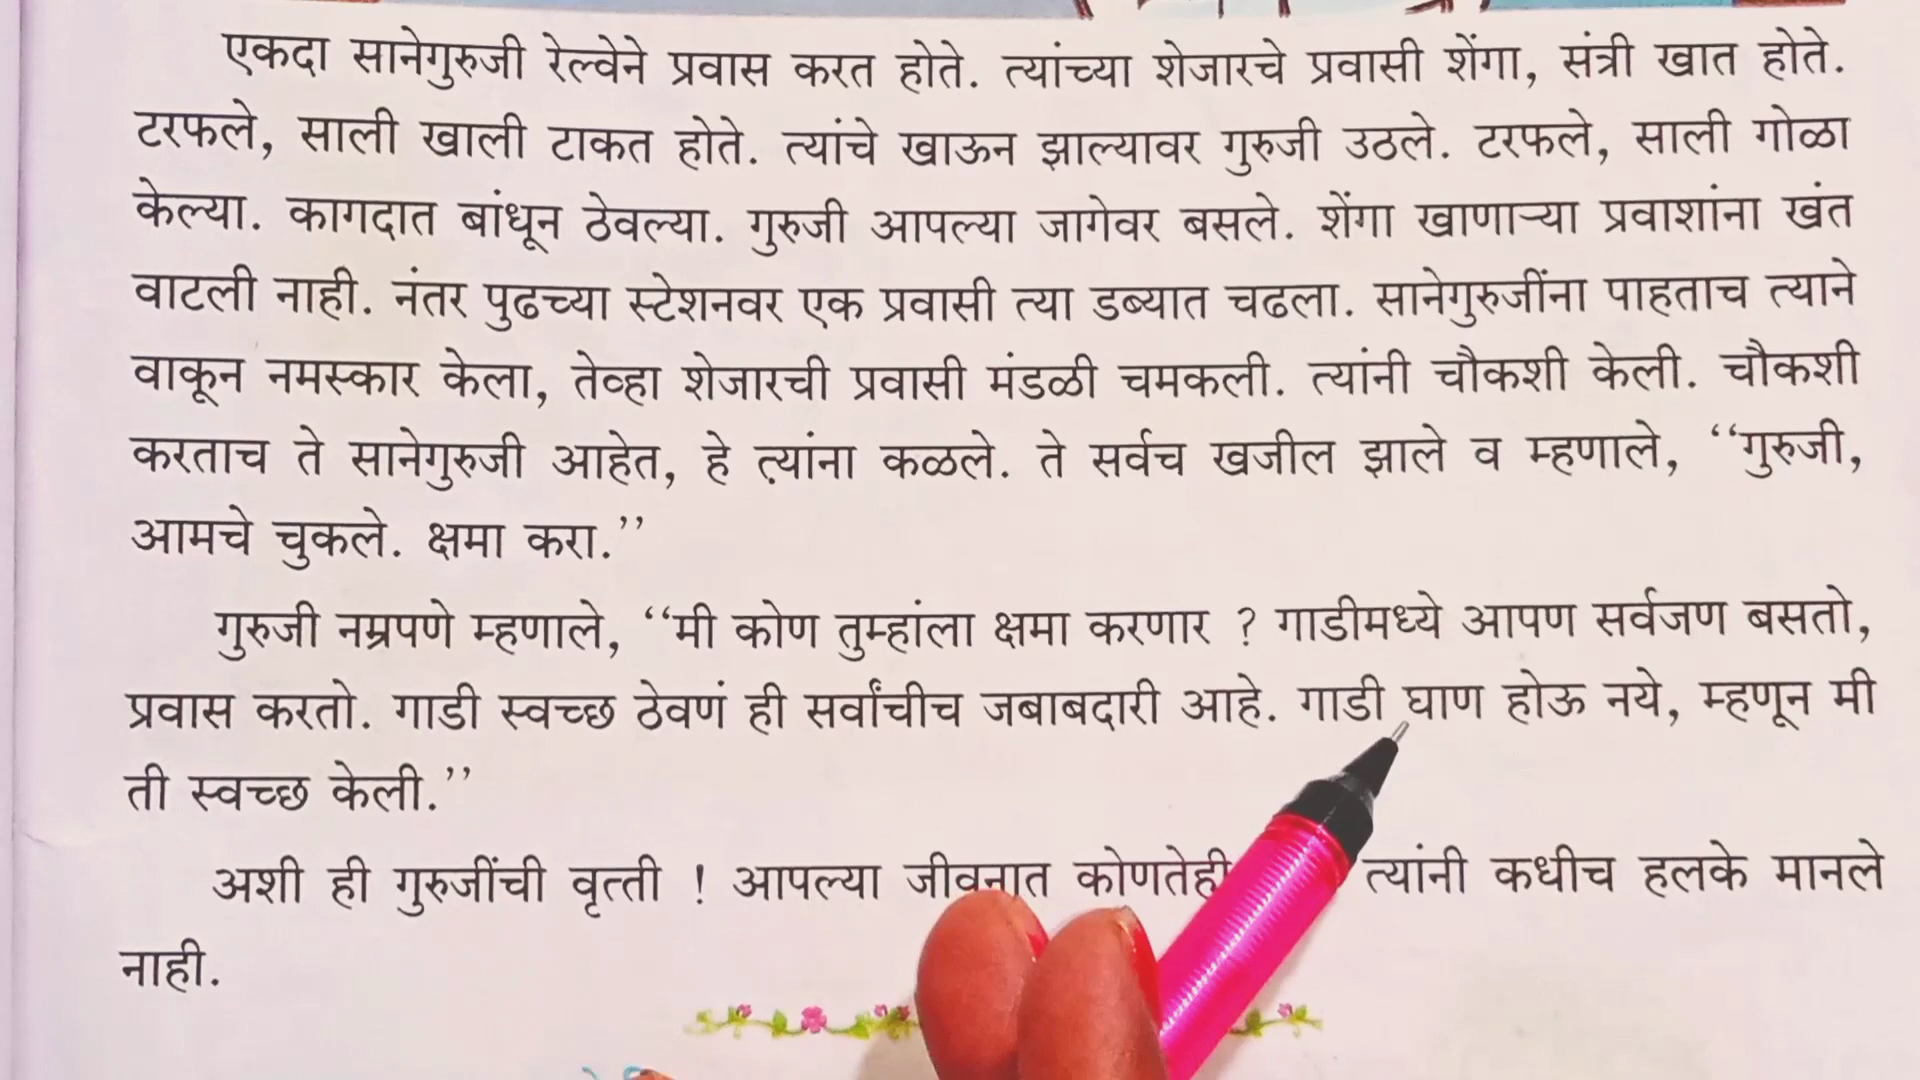 एकदा सानेगुरुजी रेल्वेने प्रवास करत होते. त्यांच्या शेजारचे प्रवासी शेंगा, संत्री खात होते.
टरफले, साली खाली टाकत होते. त्यांचे खाऊन झाल्यावर गुरुजी उठले. टरफले, साली गोळा
केल्या. कागदात बांधून ठेवल्या. गुरुजी आपल्या जागेवर बसले. शेंगा खाणाऱ्या प्रवाशांना खंत
वाटली नाही. नंतर पुढच्या स्टेशनवर एक प्रवासी त्या डब्यात चढला. सानेगुरुजींना पाहताच त्याने
वाकून नमस्कार केला, तेव्हा शेजारची प्रवासी मंडळी चमकली. त्यांनी चौकशी केली. चौकशी
करताच ते सानेगुरुजी आहेत, हे त्यांना कळले. ते सर्वच खजील झाले व म्हणाले, ‘‘गुरुजी,
आमचे चुकले. क्षमा करा.’’
गुरुजी नम्रपणे म्हणाले, ‘‘मी कोण तुम्हांला क्षमा करणार ? गाडीमध्ये आपण सर्वजण बसतो,
प्रवास करतो. गाडी स्वच्छ ठेवणं ही सर्वांचीच जबाबदारी आहे. गाडी घाण होऊ नये, म्हणून मी
ती स्वच्छ केली.’’
अशी ही गुरुजींची वृत्ती ! आपल्या जीवनात कोणतेही त्यांनी कधीच हलके मानले
नाही.